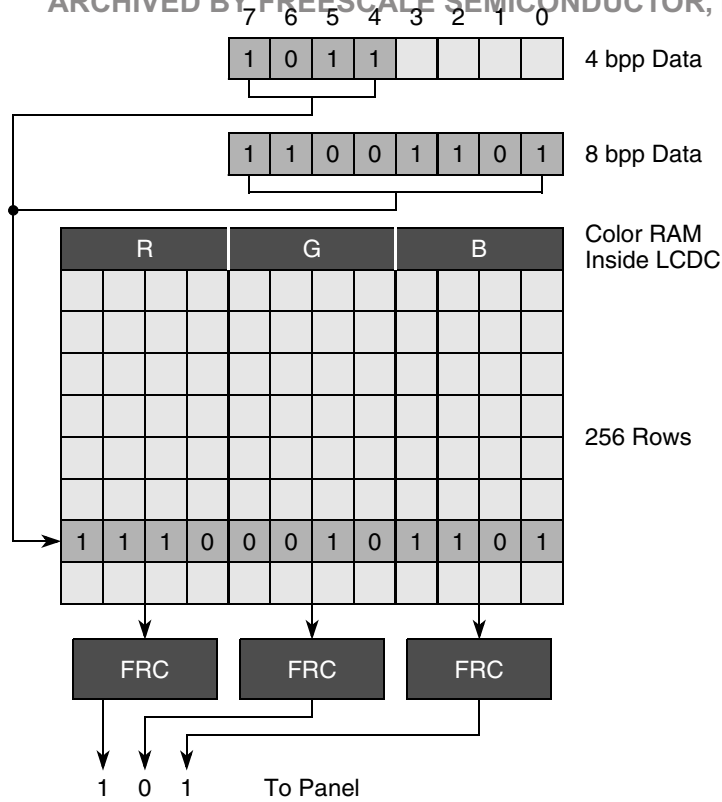 ARCHIVED BY FREESCALE SEMICONDUCTOR,
7 6 5 4 3 2 1 0
1 0 1 1 4 bpp Data
1 1 0 0 1 1 0 1 8 bpp Data
R G B
Color RAM
Inside LCDC
256 Rows
1 1 1 0 0 0 1 0 1 1 0 1
FRC FRC FRC
1 0 1 To Panel